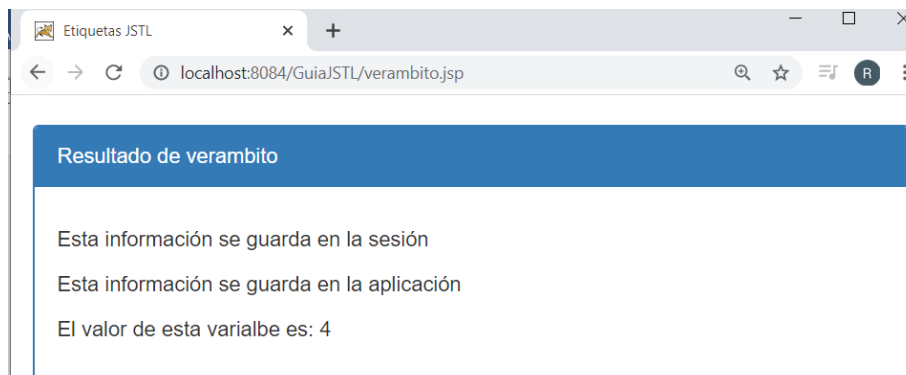 Etiquetas JSTL
localhost:8084/GuiaJSTL/verambito.jsp
R
Resultado de verambito
Esta información se guarda en la sesión
Esta información se guarda en la aplicación
El valor de esta varialbe es: 4